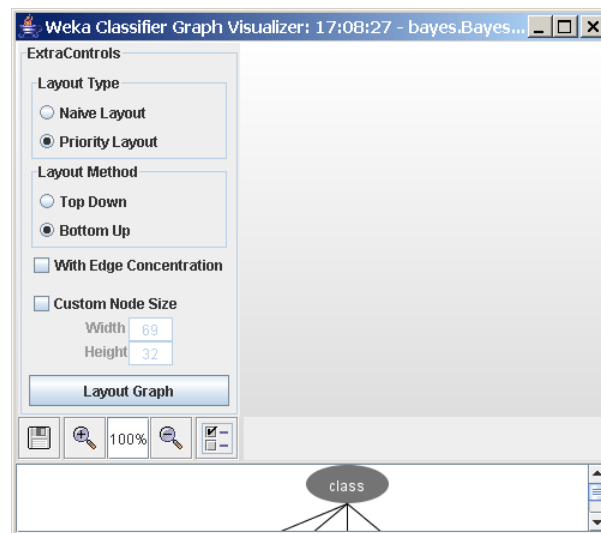 Weka Classifier Graph Visualizer: 17:08:27 - bayes.Bayes...
ExtraControls
Layout Type
Naive Layout
Priority Layout
Layout Method
Top Down
Bottom Up
With Edge Concentration
Custom Node Size
Width 69
Height 32
Layout Graph
100%
class